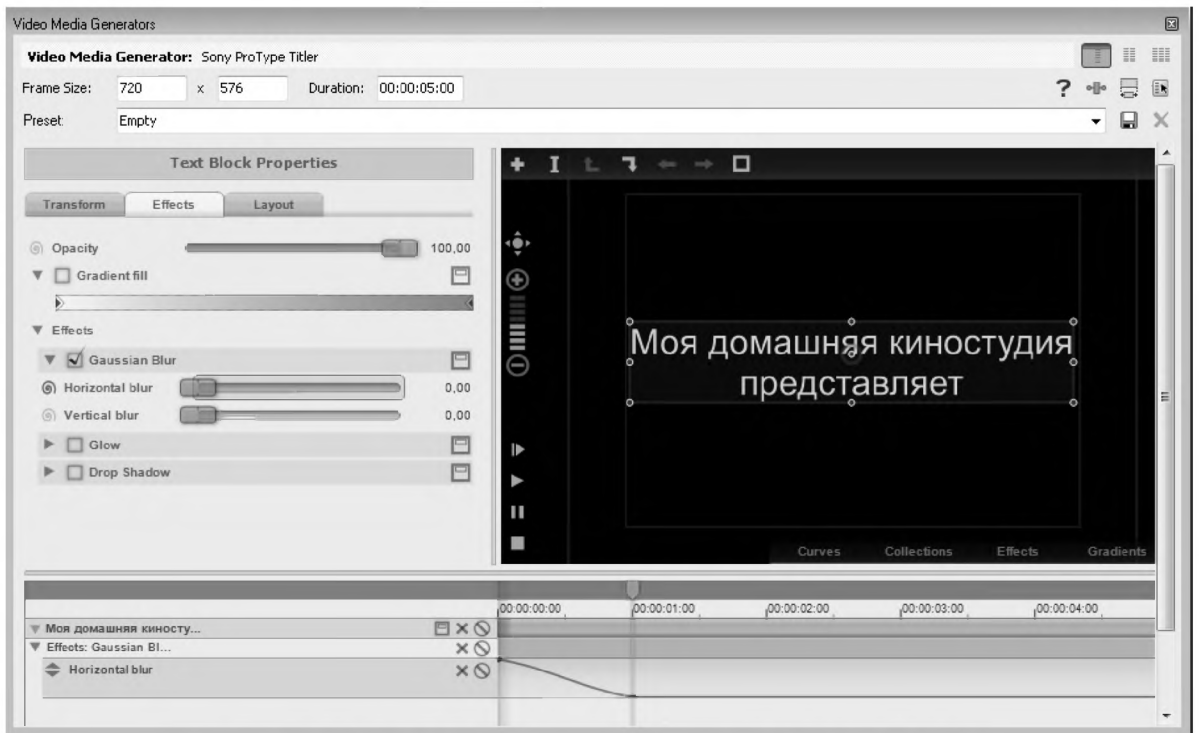 Video Media Generators
Video Media Generator: Sony ProType Titler
Frame Size: 720 x 576 Duration: 00:00:05:00
Preset: Empty
Text Block Properties
Transform Effects Layout
Opacity 100,00
Gradient fill
Effects
Gaussian Blur
Horizontal blur 0,00
Vertical blur 0,00
Glow
Drop Shadow
Моя домашняя киностудия
представляет
Curves Collections Effects Gradients
00:00:00:00 00:00:01:00 00:00:02:00 00:00:03:00 00:00:04:00
Моя домашняя киносту...
Effects: Gaussian Bl...
Horizontal blur